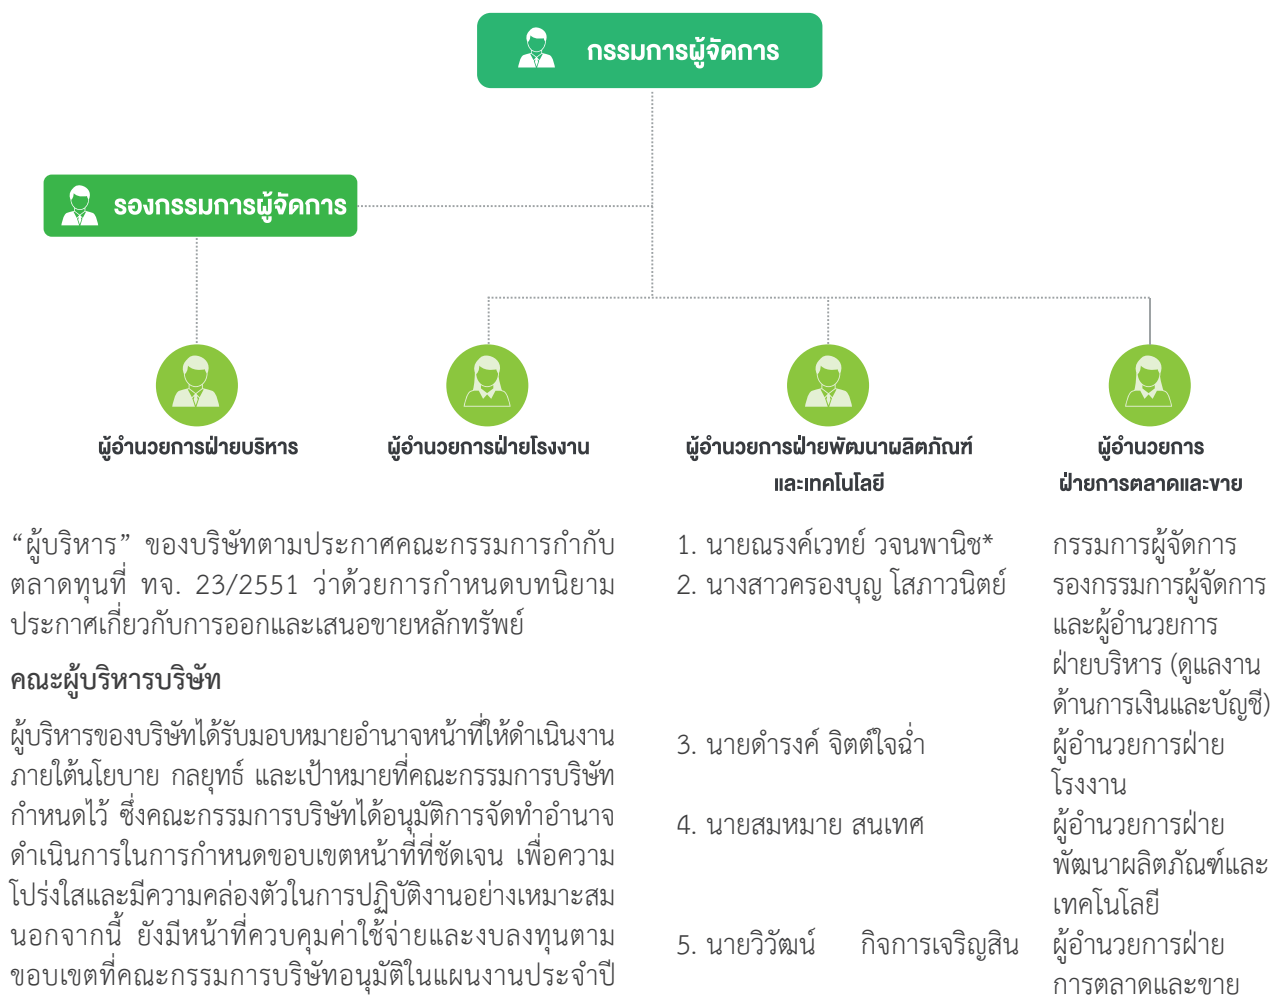 กรรมการผู้จัดการ
รองกรรมการผู้จัดการ
ผู้อำนวยการฝ่ายบริหาร
ผู้อำนวยการฝ่ายโรงงาน
ผู้อำนวยการฝ่ายพัฒนาผลิตภัณฑ์
และเทคโนโลยี
ผู้อำนวยการ
ฝ่ายการตลาดและขาย
“ผู้บริหาร” ของบริษัทตามประกาศคณะกรรมการกำกับ
ตลาดทุนที่ ทจ. 23/2551 ว่าด้วยการกำหนดบทนิยาม
ประกาศเกี่ยวกับการออกและเสนอขายหลักทรัพย์
คณะผู้บริหารบริษัท
ผู้บริหารของบริษัทได้รับมอบหมายอำนาจหน้าที่ให้ดำเนินงาน
ภายใต้นโยบาย กลยุทธ์ และเป้าหมายที่คณะกรรมการบริษัท
กำหนดไว้ ซึ่งคณะกรรมการบริษัทได้อนุมัติการจัดทำอำนาจ
ดำเนินการในการกำหนดขอบเขตหน้าที่ที่ชัดเจน เพื่อความ
โปร่งใสและมีความคล่องตัวในการปฏิบัติงานอย่างเหมาะสม
นอกจากนี้ ยังมีหน้าที่ควบคุมค่าใช้จ่ายและงบลงทุนตาม
ขอบเขตที่คณะกรรมการบริษัทอนุมัติในแผนงานประจำปี
1. นายณรงค์เวทย์ วจนพานิช* กรรมการผู้จัดการ
2. นางสาวครองบุญ โสภาวนิตย์ รองกรรมการผู้จัดการ
และผู้อำนวยการ
ฝ่ายบริหาร (ดูแลงาน
ด้านการเงินและบัญชี)
3. นายดำรงค์ จิตต์ใจฉ่ำ ผู้อำนวยการฝ่าย
โรงงาน
4. นายสมหมาย สนเทศ ผู้อำนวยการฝ่าย
พัฒนาผลิตภัณฑ์และ
เทคโนโลยี
5. นายวิวัฒน์ กิจการเจริญสิน ผู้อำนวยการฝ่าย
การตลาดและขาย